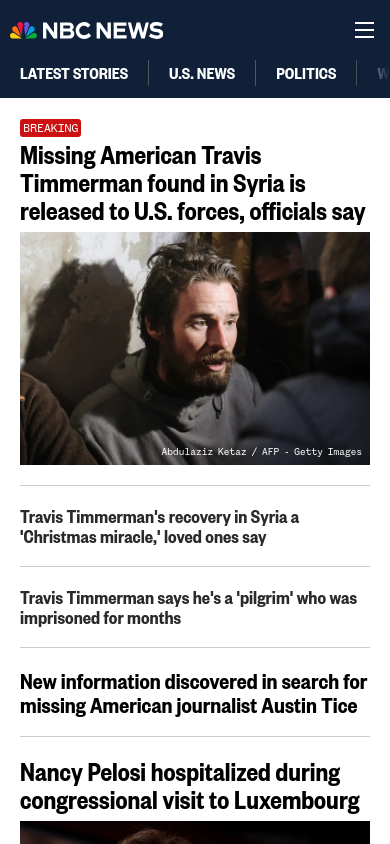 NBC NEWS
LATEST STORIES U.S. NEWS POLITICS
BREAKING
Missing American Travis
Timmerman found in Syria is
released to U.S. forces, officials say
Abdulaziz Ketaz / AFP - Getty Images
Travis Timmerman's recovery in Syria a
'Christmas miracle,' loved ones say
Travis Timmerman says he's a 'pilgrim' who was
imprisoned for months
New information discovered in search for
missing American journalist Austin Tice
Nancy Pelosi hospitalized during
congressional visit to Luxembourg